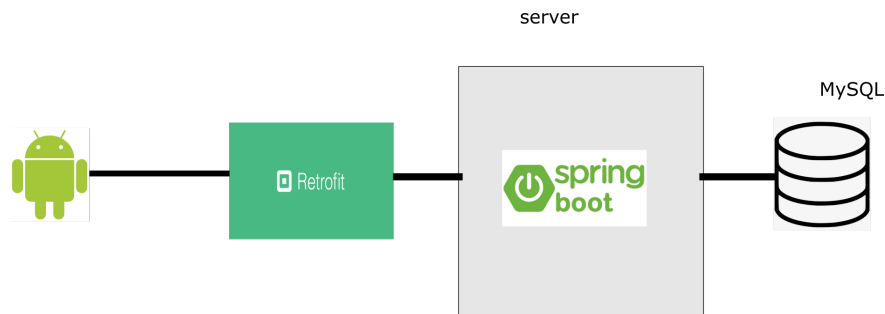 server
MySQL
Retrofit
spring
boot